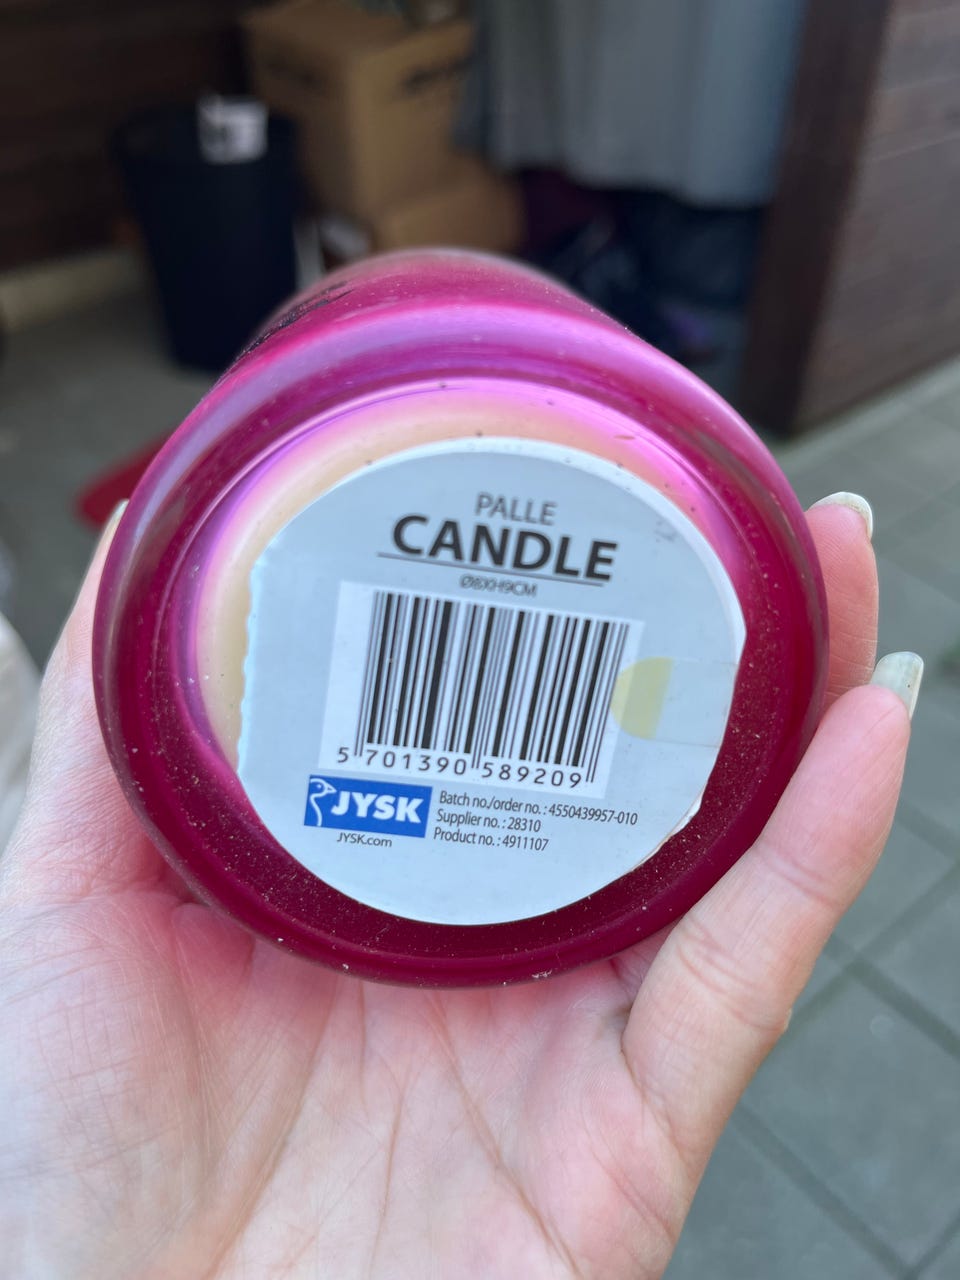 PALLE
CANDLE
Ø8XH9CM
5 701390 589209
JYSK
JYSK.com
Batch no./order no. : 4550439957-010
Supplier no. : 28310
Product no. : 4911107